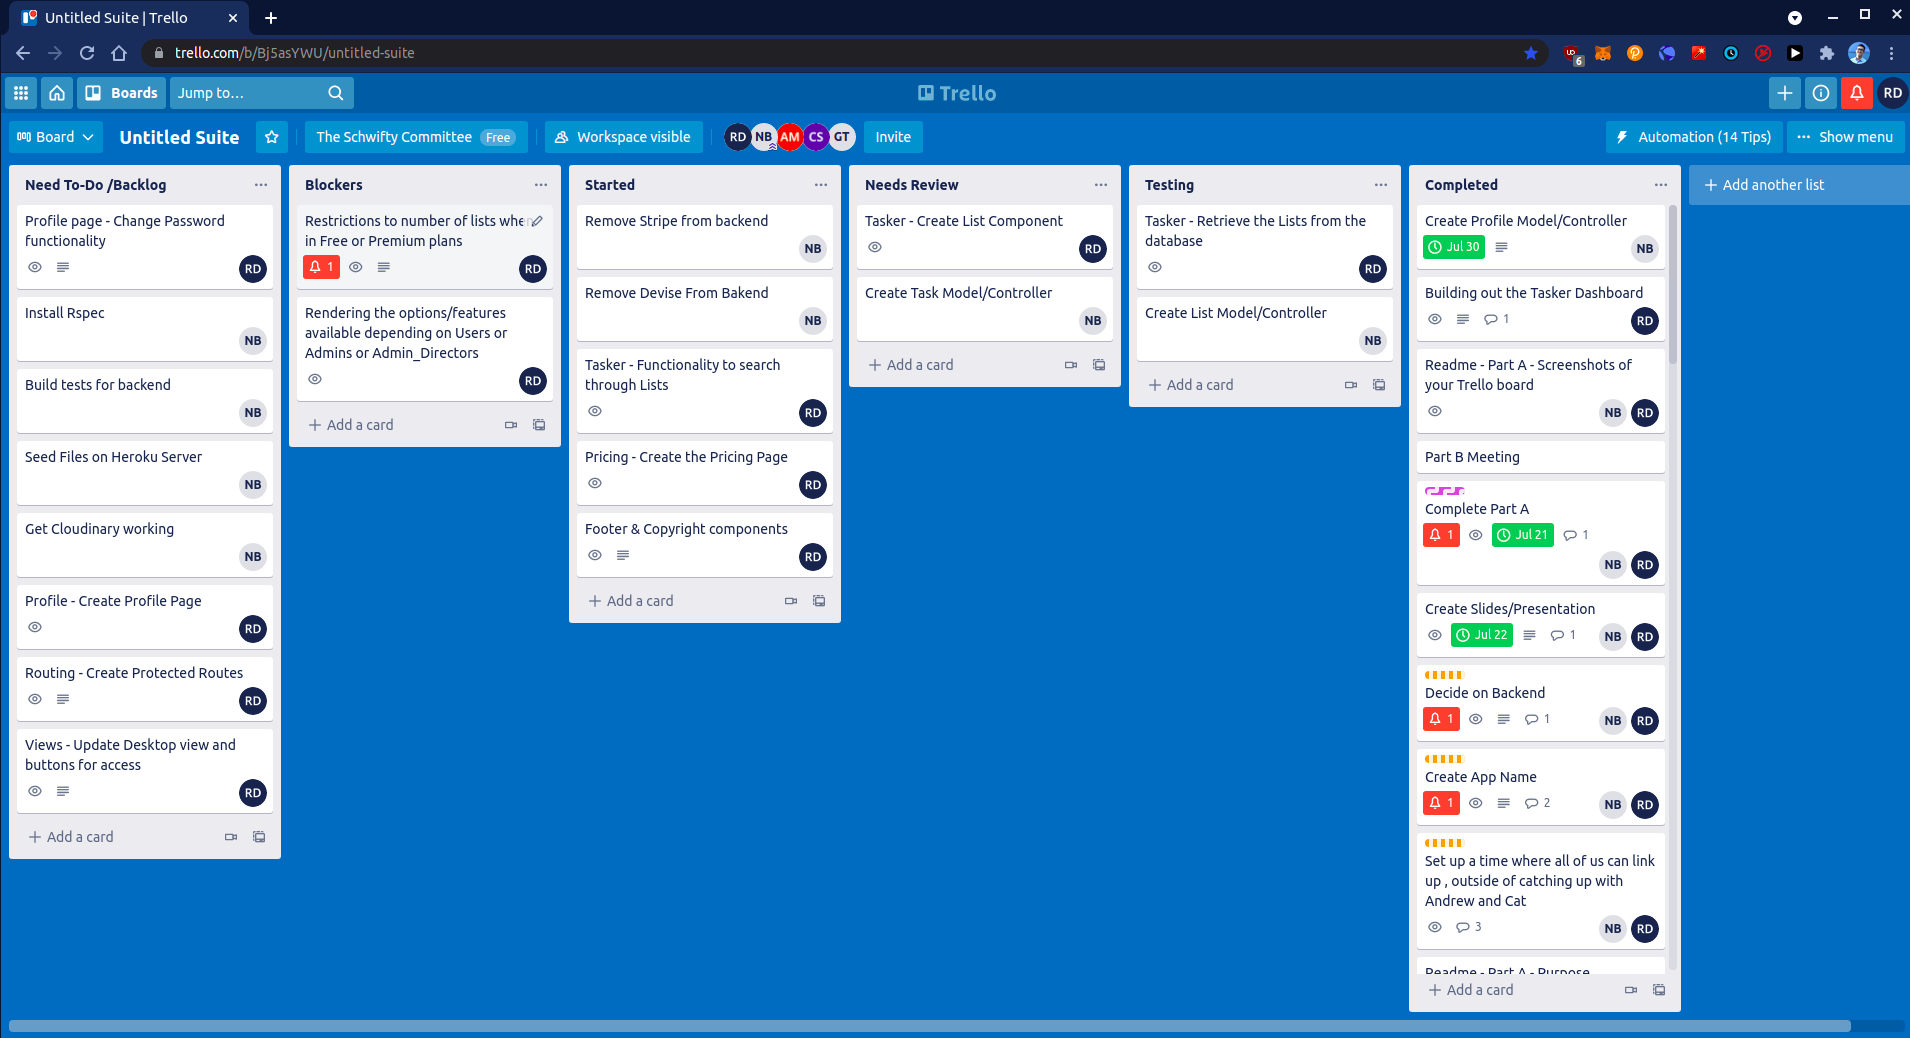 Untitled Suite | Trello
trello.com/b/Bj5asYWU/untitled-suite
6
Boards
Jump to...
Trello
RD
Board
Untitled Suite
The Schwifty Committee Free
Workspace visible
RD NB AM CS GT
Invite
Automation (14 Tips)
Show menu
Need To-Do /Backlog
Profile page - Change Password
functionality
RD
Install Rspec
NB
Build tests for backend
NB
Seed Files on Heroku Server
NB
Get Cloudinary working
NB
Profile - Create Profile Page
RD
Routing - Create Protected Routes
RD
Views - Update Desktop view and
buttons for access
RD
Add a card
Blockers
Restrictions to number of lists when
in Free or Premium plans
1
RD
Rendering the options/features
available depending on Users or
Admins or Admin_Directors
RD
Add a card
Started
Remove Stripe from backend
NB
Remove Devise From Bakend
NB
Tasker - Functionality to search
through Lists
RD
Pricing - Create the Pricing Page
RD
Footer & Copyright components
RD
Add a card
Needs Review
Tasker - Create List Component
RD
Create Task Model/Controller
NB
Add a card
Testing
Tasker - Retrieve the Lists from the
database
RD
Create List Model/Controller
NB
Add a card
Completed
Create Profile Model/Controller
Jul 30
NB
Building out the Tasker Dashboard
1
RD
Readme - Part A - Screenshots of
your Trello board
NB RD
Part B Meeting
Complete Part A
1 Jul 21 1
NB RD
Create Slides/Presentation
Jul 22 1 NB RD
Decide on Backend
1 1 NB RD
Create App Name
1 2 NB RD
Set up a time where all of us can link
up , outside of catching up with
Andrew and Cat
3 NB RD
Readme - Part A - Purpose
Add a card
Add another list